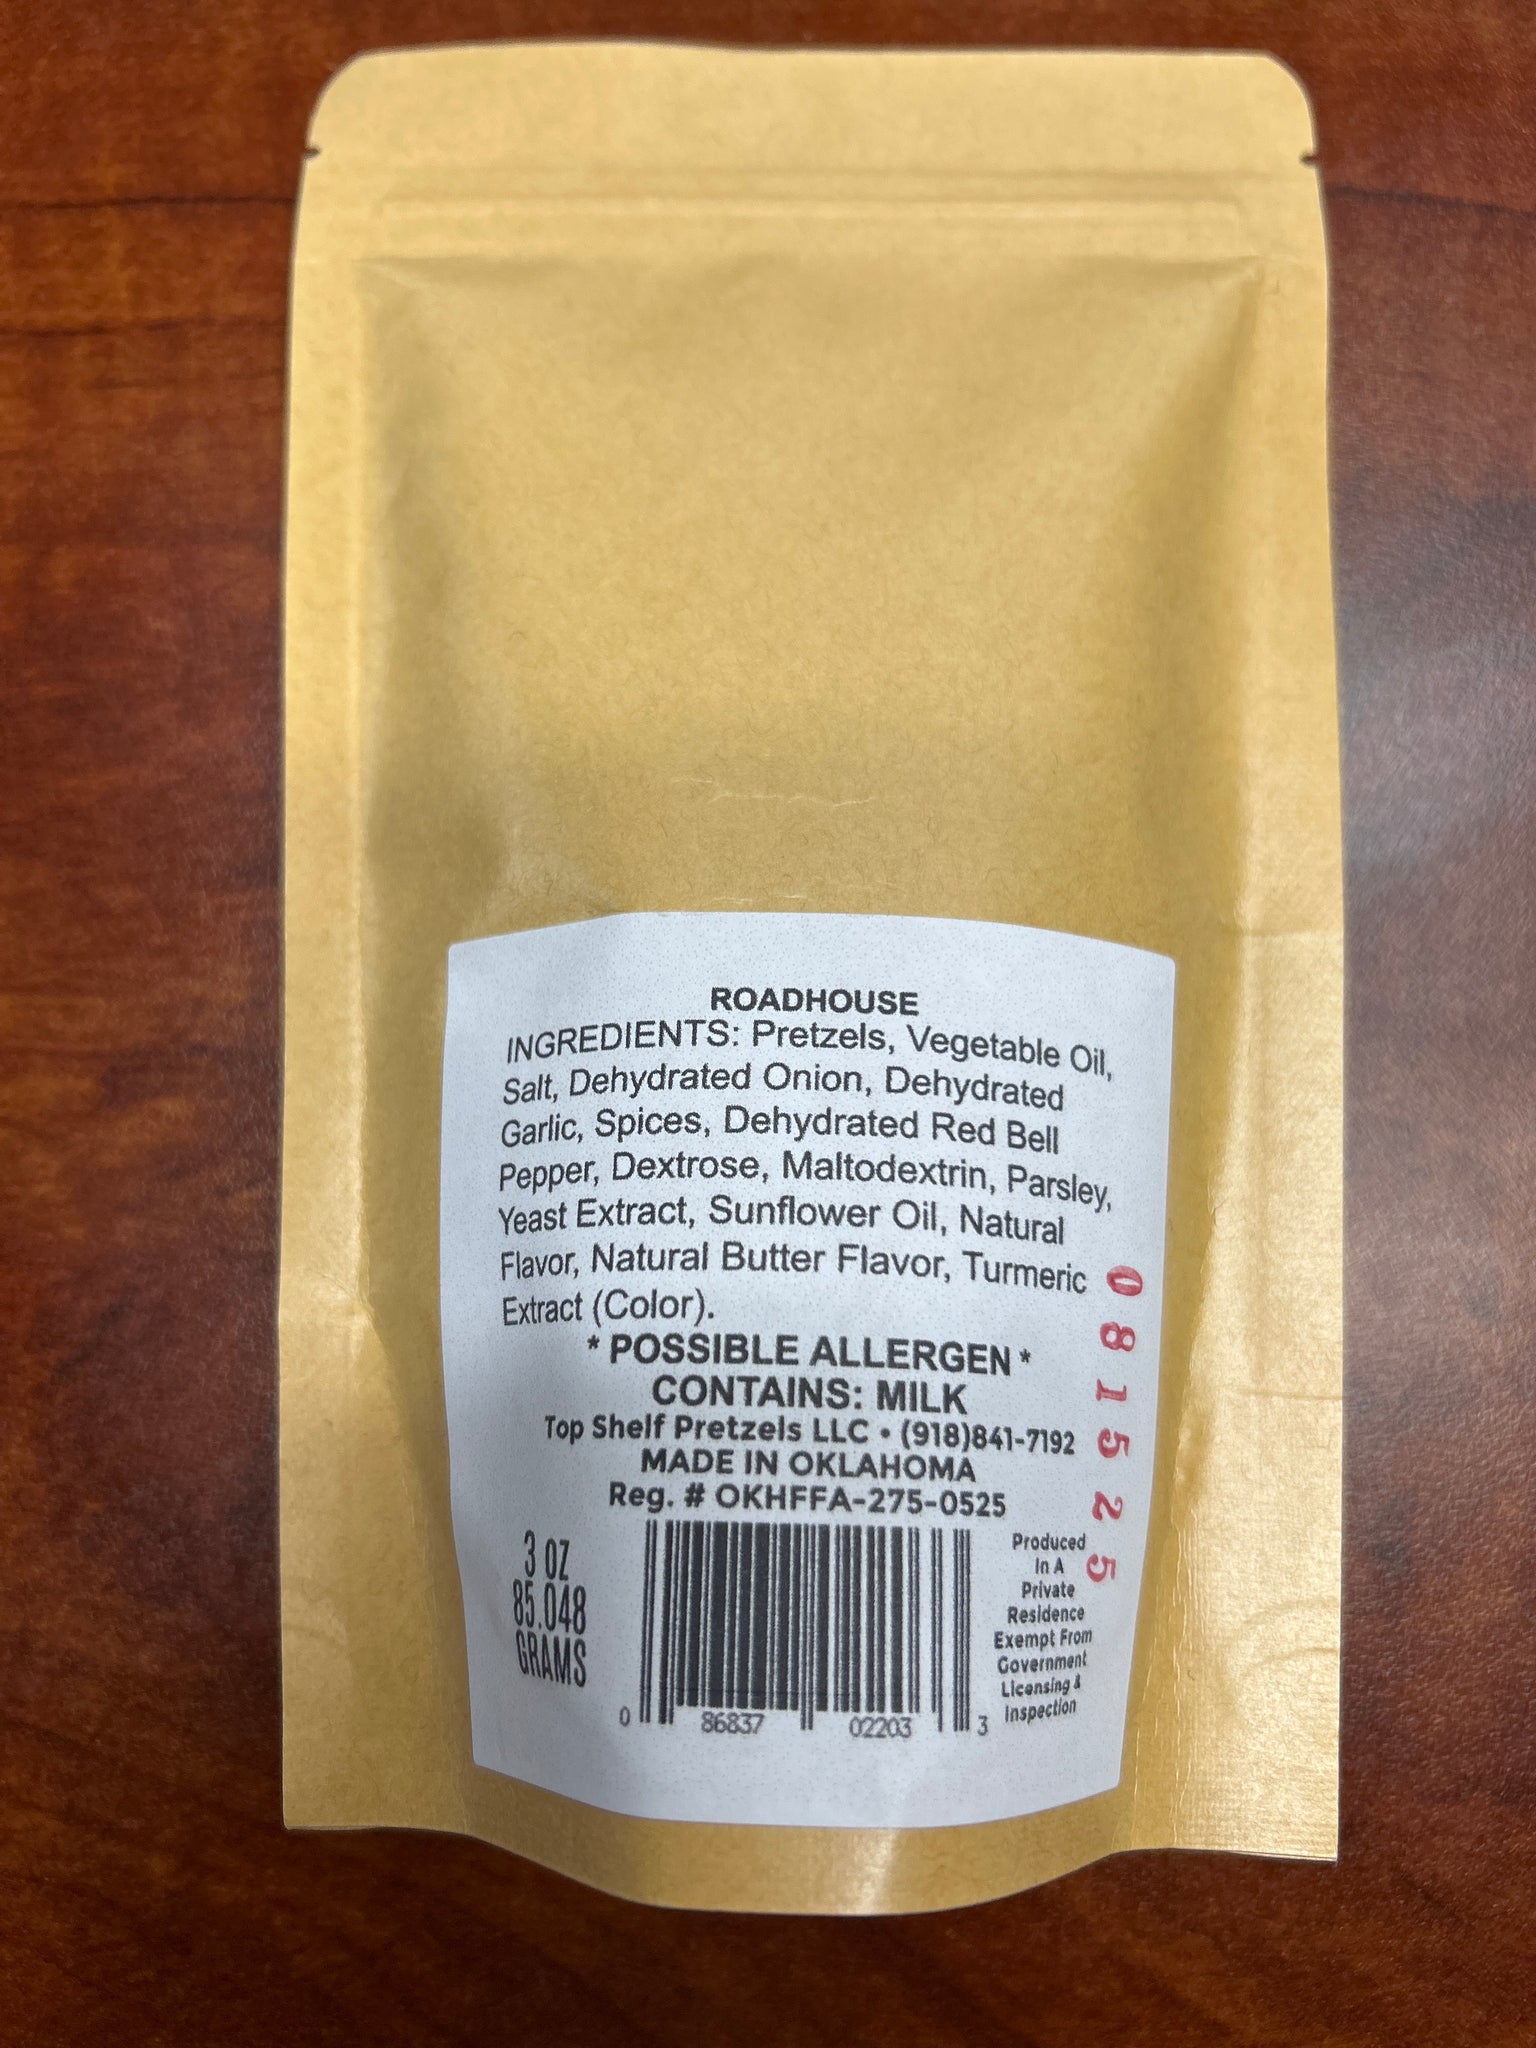 ROADHOUSE
INGREDIENTS: Pretzels, Vegetable Oil,
Salt, Dehydrated Onion, Dehydrated
Garlic, Spices, Dehydrated Red Bell
Pepper, Dextrose, Maltodextrin, Parsley,
Yeast Extract, Sunflower Oil, Natural
Flavor, Natural Butter Flavor, Turmeric
Extract (Color).
* POSSIBLE ALLERGEN *
CONTAINS: MILK
Top Shelf Pretzels LLC • (918)841-7192
MADE IN OKLAHOMA
Reg. # OKHFFA-275-0525
081525
3 OZ
85.048
GRAMS
0 86837 02203 3
Produced
In A
Private
Residence
Exempt From
Government
Licensing &
Inspection